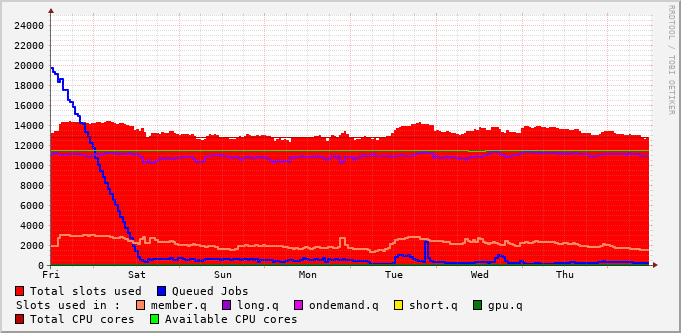 24000
22000
20000
18000
16000
14000
12000
10000
8000
6000
4000
2000
0
Fri Sat Sun Mon Tue Wed Thu
RRDTOOL / TOBI OETIKER
Total slots used Queued Jobs
Slots used in : member.q long.q ondemand.q short.q gpu.q
Total CPU cores Available CPU cores